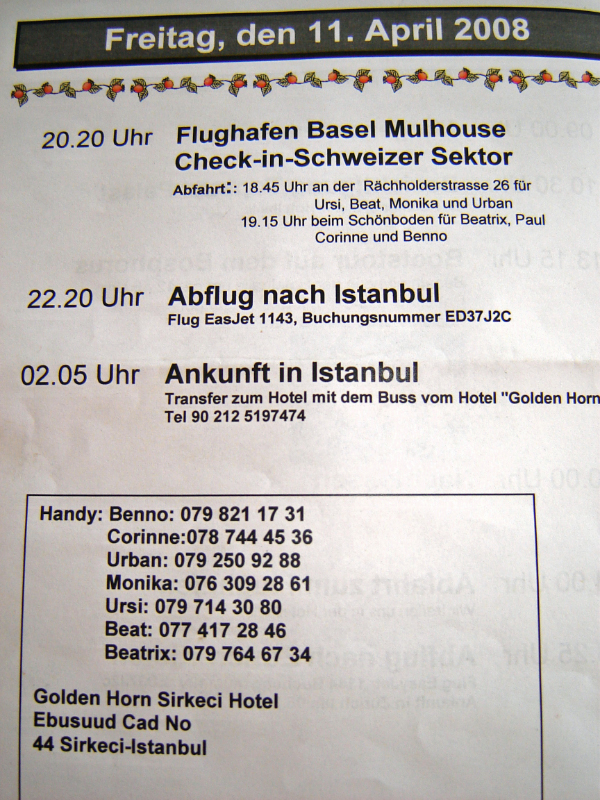 Freitag, den 11. April 2008
20.20 Uhr Flughafen Basel Mulhouse
Check-in-Schweizer Sektor
Abfahrt:: 18.45 Uhr an der Rächholderstrasse 26 für
Ursi, Beat, Monika und Urban
19.15 Uhr beim Schönboden für Beatrix, Paul
Corinne und Benno
22.20 Uhr Abflug nach Istanbul
Flug EasJet 1143, Buchungsnummer ED37J2C
02.05 Uhr Ankunft in Istanbul
Transfer zum Hotel mit dem Buss vom Hotel "Golden Horn
Tel 90 212 5197474
Handy: Benno: 079 821 17 31
Corinne:078 744 45 36
Urban: 079 250 92 88
Monika: 076 309 28 61
Ursi: 079 714 30 80
Beat: 077 417 28 46
Beatrix: 079 764 67 34
Golden Horn Sirkeci Hotel
Ebusuud Cad No
44 Sirkeci-Istanbul